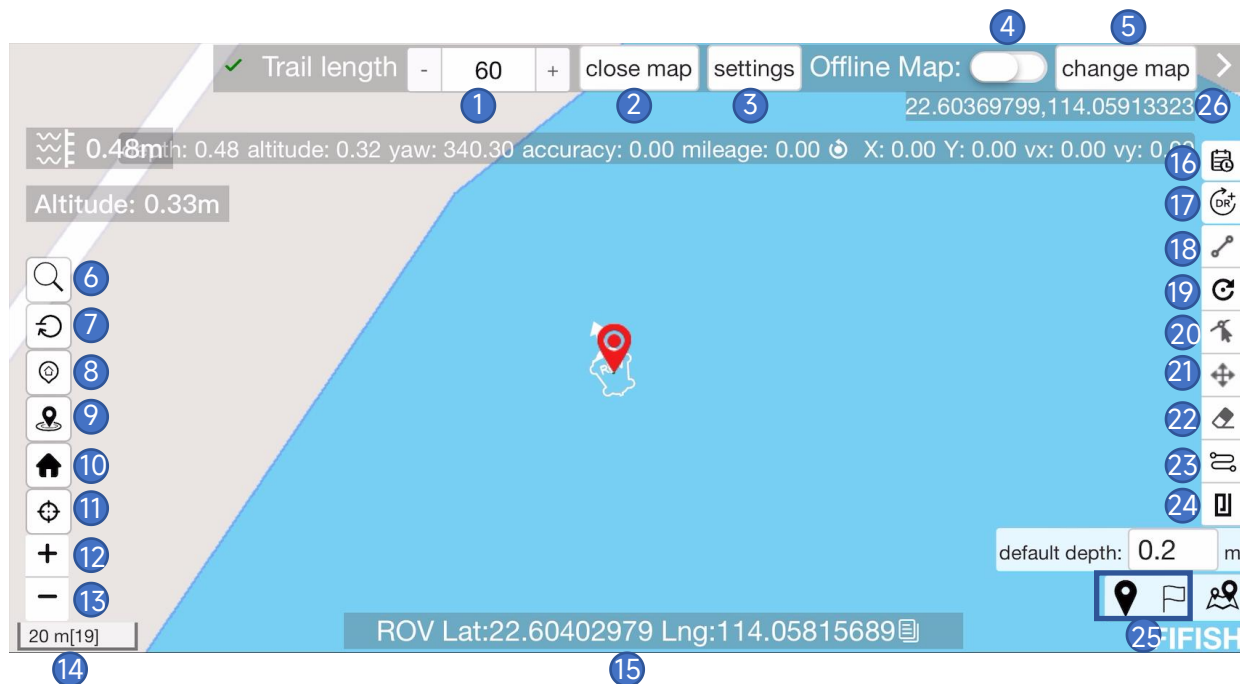 4 5
✓ Trail length - 60 + close map settings Offline Map: change map
1 2 3 22.60369799,114.05913323 26
0.48m th: 0.48 altitude: 0.32 yaw: 340.30 accuracy: 0.00 mileage: 0.00 X: 0.00 Y: 0.00 vx: 0.00 vy: 0.00
16
Altitude: 0.33m
17 DR+
18
6
19
7
20
8
21
9
22
10
23
11
24
12
default depth: 0.2 m
13
20 m[19]
ROV Lat:22.60402979 Lng:114.05815689
25 FIFISH
14 15